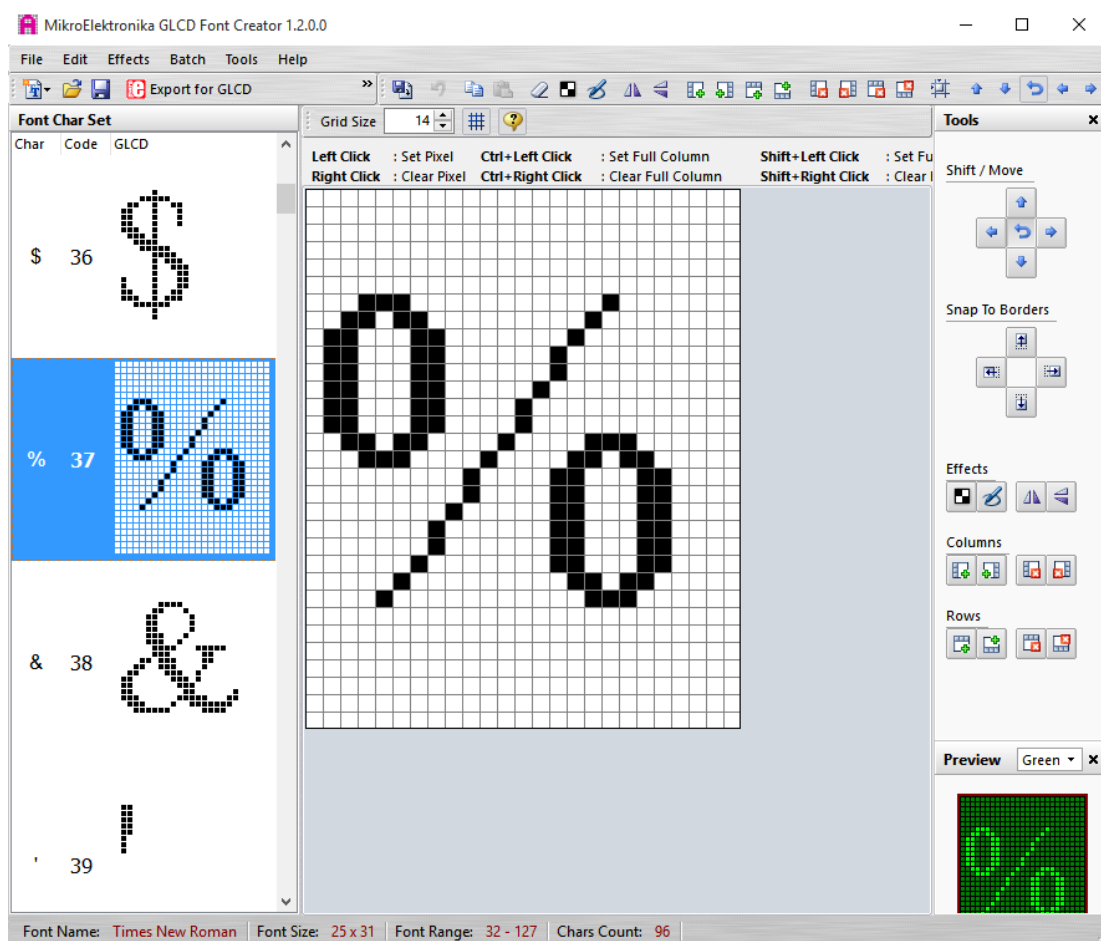 MikroElektronika GLCD Font Creator 1.2.0.0
File Edit Effects Batch Tools Help
Export for GLCD »
Font Char Set
Char Code GLCD
$ 36 $
% 37 %
& 38 &
' 39 '
Grid Size 14
Left Click : Set Pixel Ctrl+Left Click : Set Full Column Shift+Left Click : Set Fu
Right Click : Clear Pixel Ctrl+Right Click : Clear Full Column Shift+Right Click : Clear
%
Tools
Shift / Move
Snap To Borders
Effects
Columns
Rows
Preview Green
%
Font Name: Times New Roman Font Size: 25 x 31 Font Range: 32 - 127 Chars Count: 96